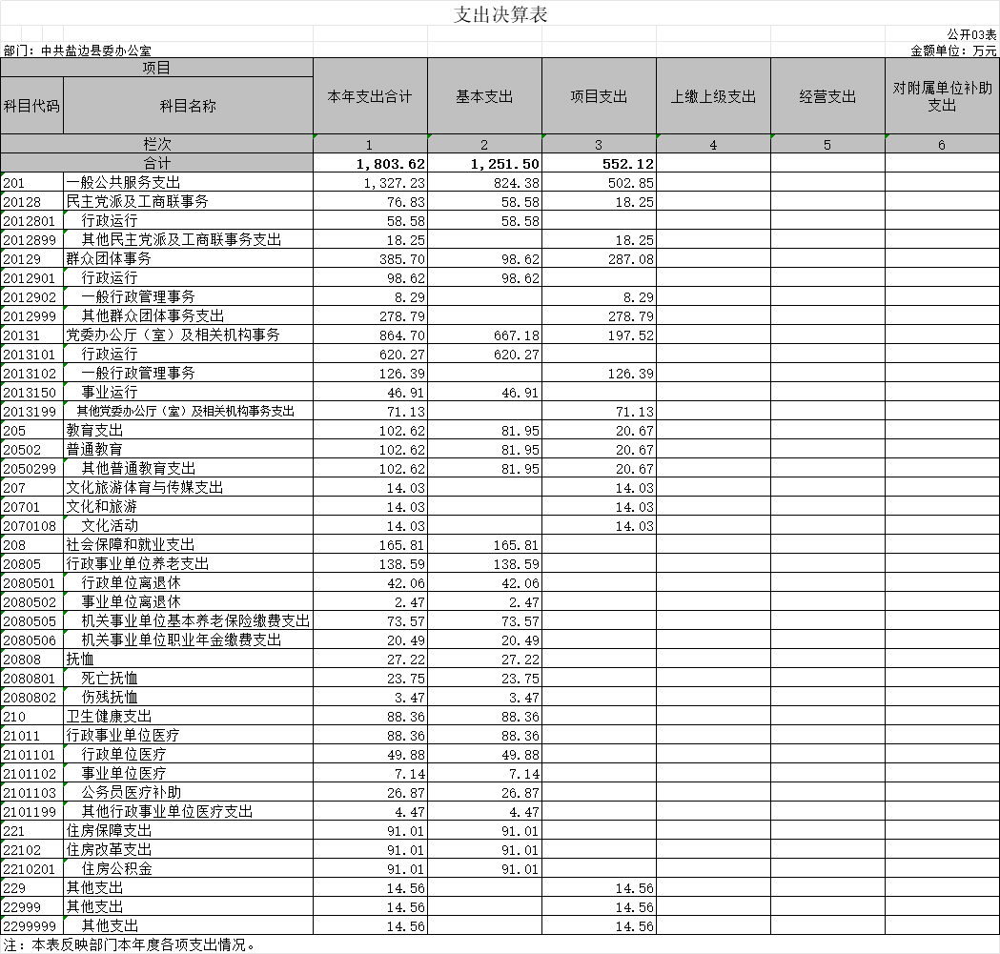 支出决算表
公开03表
部门：中共盐边县委办公室 金额单位：万元
项目 本年支出合计 基本支出 项目支出 上缴上级支出 经营支出 对附属单位补助支出
科目代码 科目名称
栏次 1 2 3 4 5 6
合计 1,803.62 1,251.50 552.12
201 一般公共服务支出 1,327.23 824.38 502.85
20128 民主党派及工商联事务 76.83 58.58 18.25
2012801 行政运行 58.58 58.58
2012899 其他民主党派及工商联事务支出 18.25 18.25
20129 群众团体事务 385.70 98.62 287.08
2012901 行政运行 98.62 98.62
2012902 一般行政管理事务 8.29 8.29
2012999 其他群众团体事务支出 278.79 278.79
20131 党委办公厅（室）及相关机构事务 864.70 667.18 197.52
2013101 行政运行 620.27 620.27
2013102 一般行政管理事务 126.39 126.39
2013150 事业运行 46.91 46.91
2013199 其他党委办公厅（室）及相关机构事务支出 71.13 71.13
205 教育支出 102.62 81.95 20.67
20502 普通教育 102.62 81.95 20.67
2050299 其他普通教育支出 102.62 81.95 20.67
207 文化旅游体育与传媒支出 14.03 14.03
20701 文化和旅游 14.03 14.03
2070108 文化活动 14.03 14.03
208 社会保障和就业支出 165.81 165.81
20805 行政事业单位养老支出 138.59 138.59
2080501 行政单位离退休 42.06 42.06
2080502 事业单位离退休 2.47 2.47
2080505 机关事业单位基本养老保险缴费支出 73.57 73.57
2080506 机关事业单位职业年金缴费支出 20.49 20.49
20808 抚恤 27.22 27.22
2080801 死亡抚恤 23.75 23.75
2080802 伤残抚恤 3.47 3.47
210 卫生健康支出 88.36 88.36
21011 行政事业单位医疗 88.36 88.36
2101101 行政单位医疗 49.88 49.88
2101102 事业单位医疗 7.14 7.14
2101103 公务员医疗补助 26.87 26.87
2101199 其他行政事业单位医疗支出 4.47 4.47
221 住房保障支出 91.01 91.01
22102 住房改革支出 91.01 91.01
2210201 住房公积金 91.01 91.01
229 其他支出 14.56 14.56
22999 其他支出 14.56 14.56
2299999 其他支出 14.56 14.56
注：本表反映部门本年度各项支出情况。